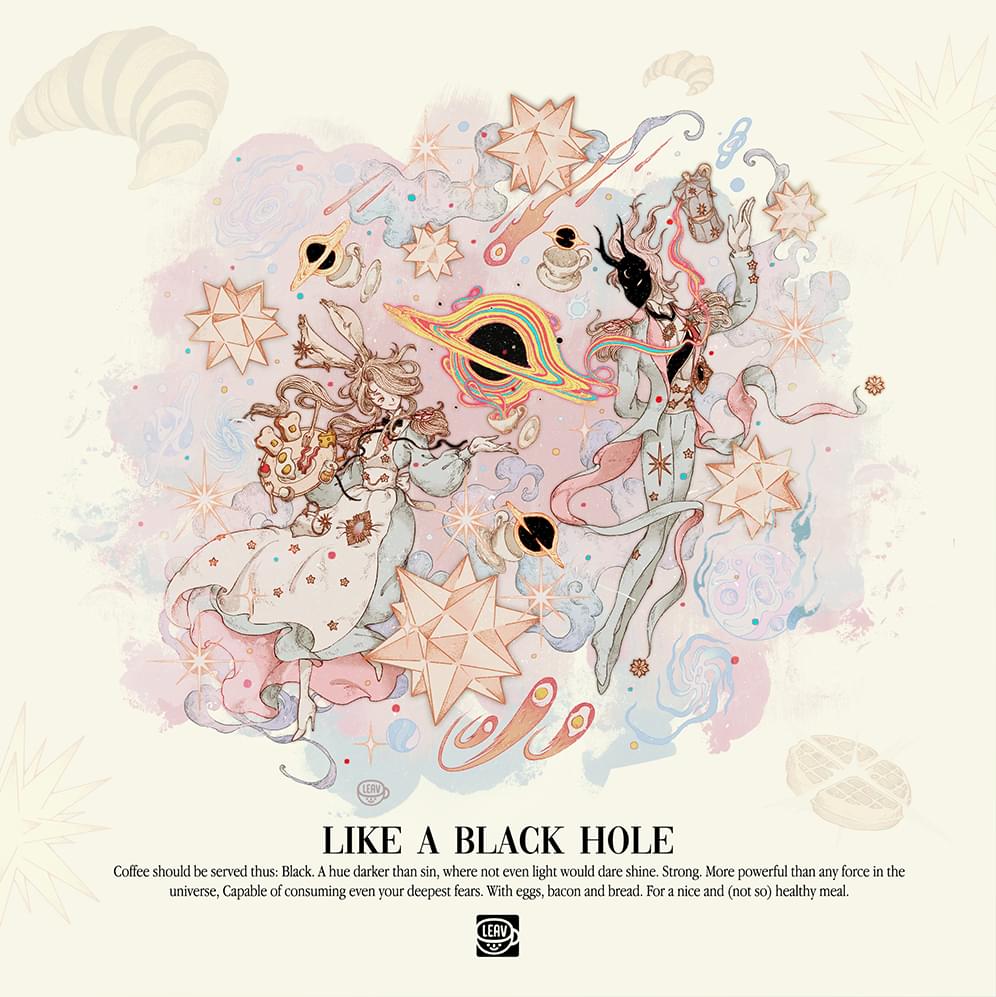 LEAV
LIKE A BLACK HOLE
Coffee should be served thus: Black. A hue darker than sin, where not even light would dare shine. Strong. More powerful than any force in the
universe, Capable of consuming even your deepest fears. With eggs, bacon and bread. For a nice and (not so) healthy meal.
LEAV